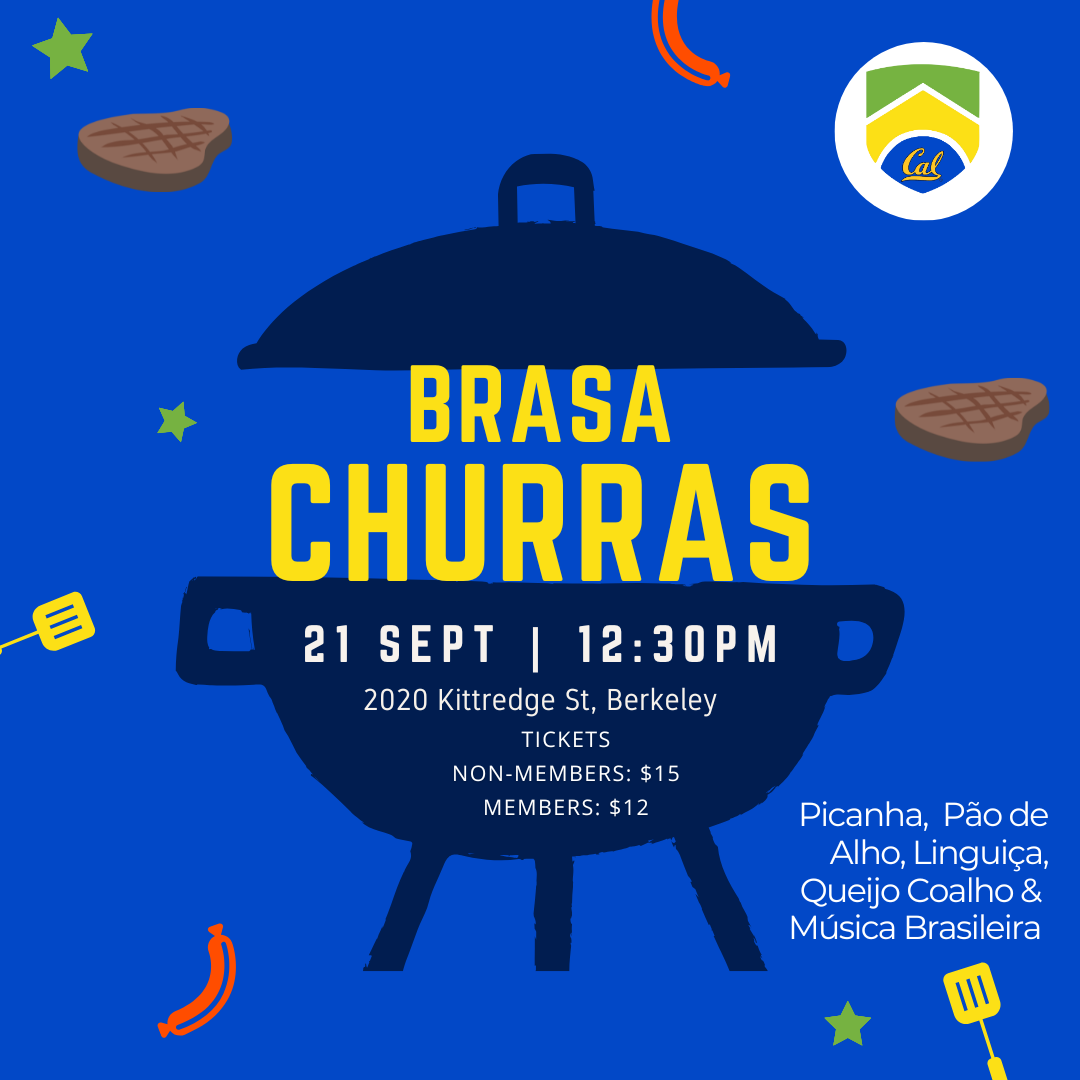 Cal
BRASA
CHURRAS
21 SEPT | 12:30PM
2020 Kittredge St, Berkeley
TICKETS
NON-MEMBERS: $15
MEMBERS: $12
Picanha, Pão de
Alho, Linguiça,
Queijo Coalho &
Música Brasileira